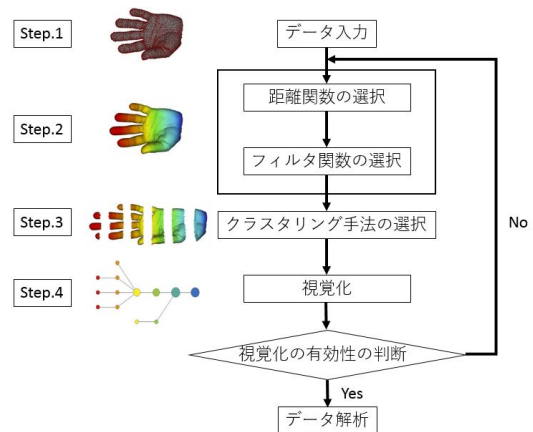 Step.1
データ入力
距離関数の選択
Step.2
フィルタ関数の選択
Step.3
クラスタリング手法の選択
No
Step.4
視覚化
視覚化の有効性の判断
Yes
データ解析